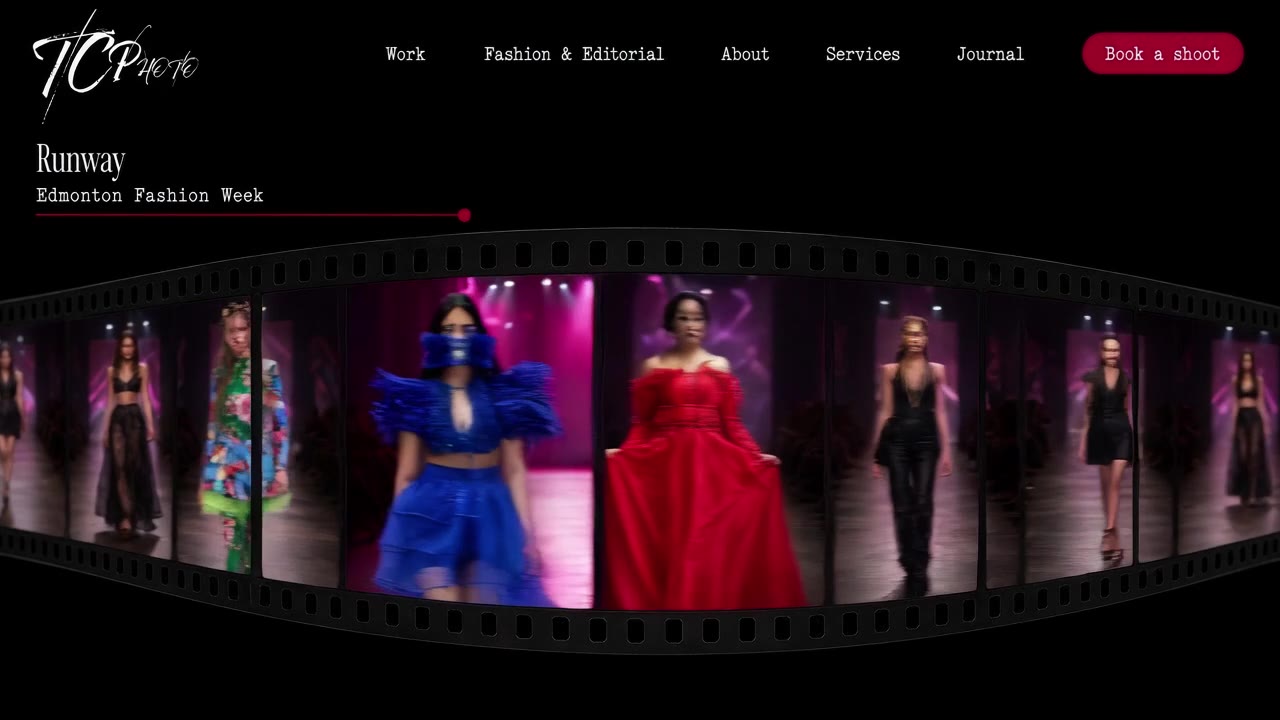 TCPHOTO
Work
Fashion & Editorial
About
Services
Journal
Book a shoot
Runway
Edmonton Fashion Week